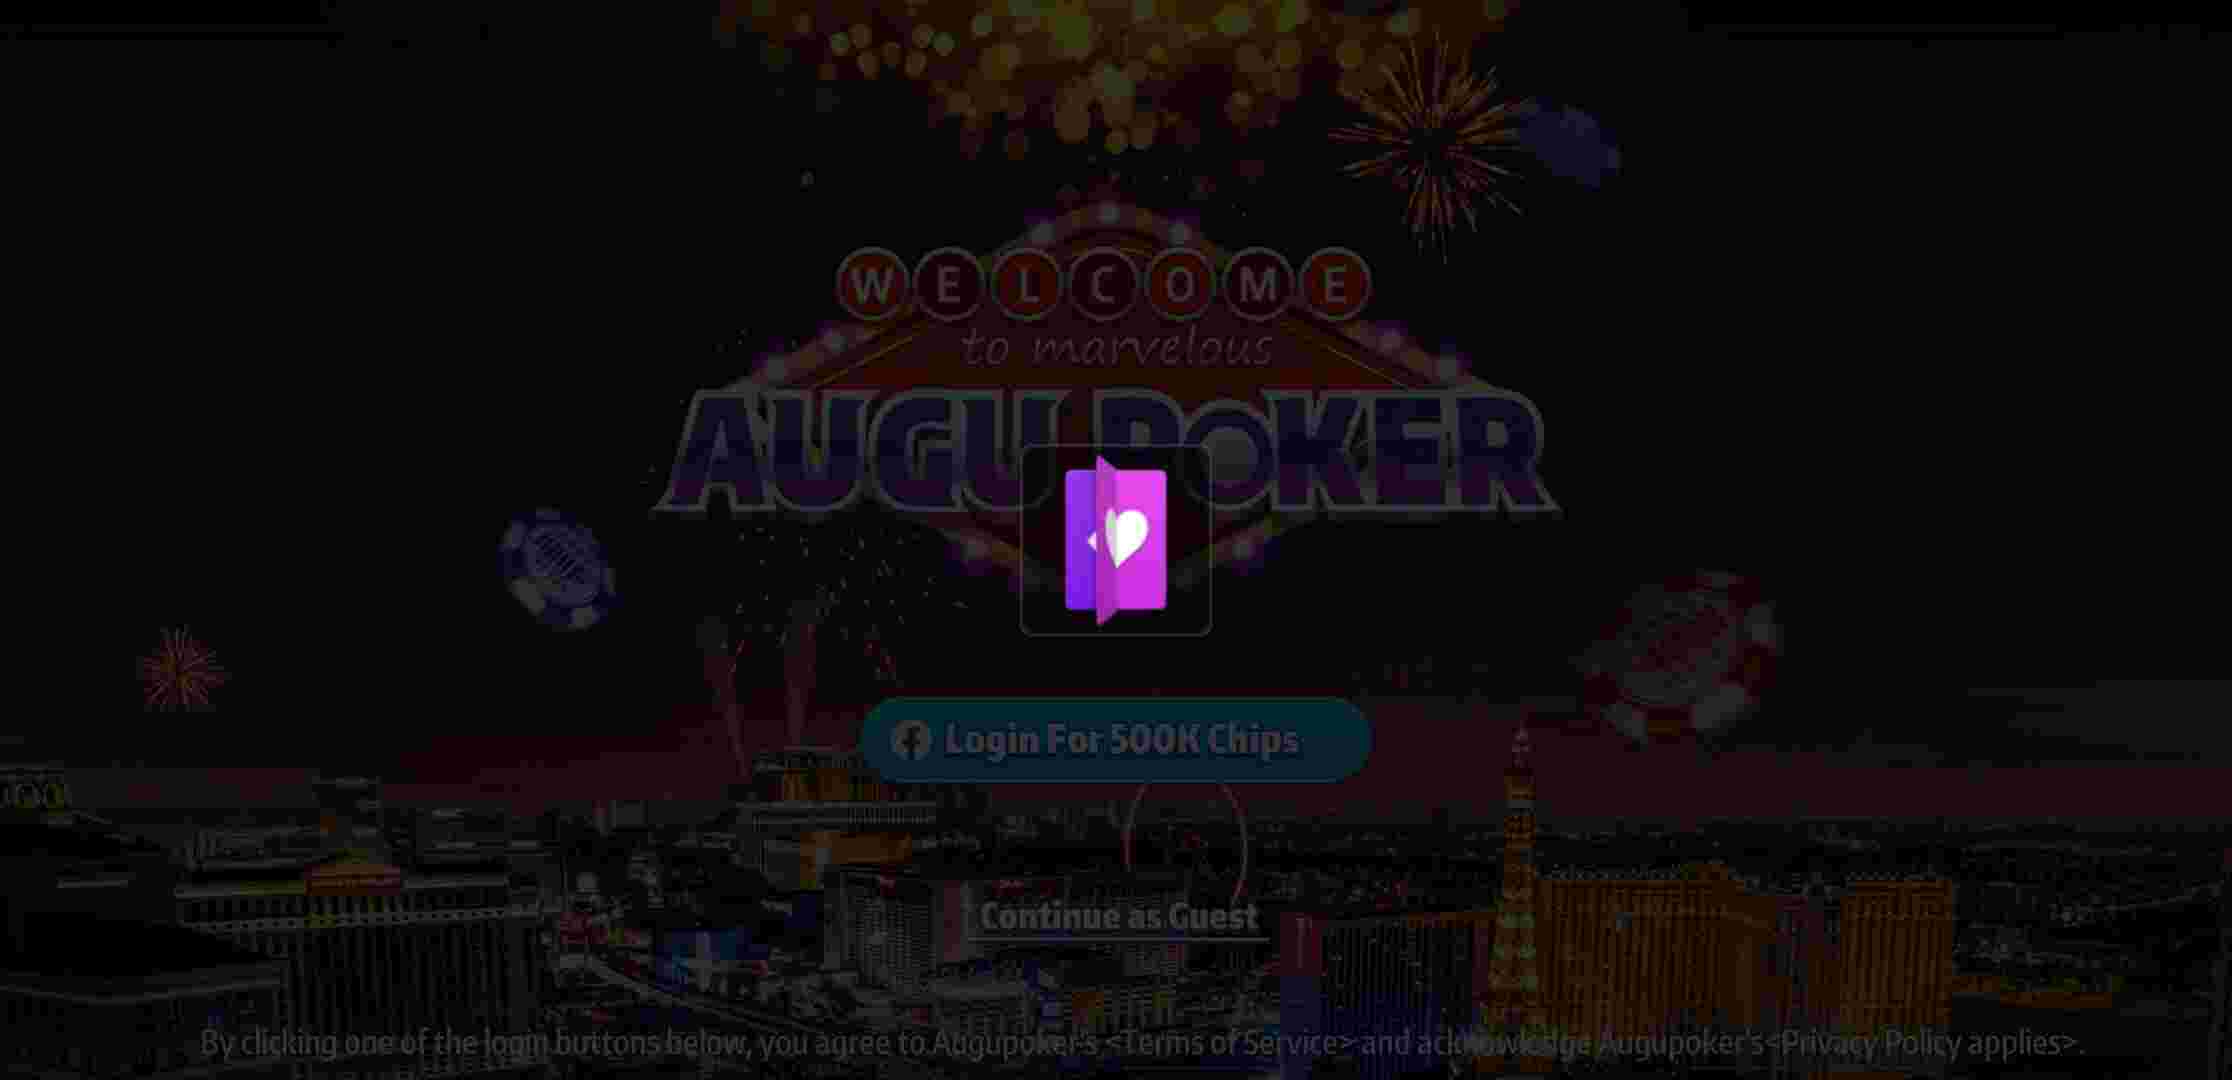 WELCOME
to marvelous
AUGU POKER
Login For 500K Chips
Continue as Guest
By clicking one of the login buttons below, you agree to Augupoker's <Terms of Service> and acknowledge Augupoker's<Privacy Policy applies>.